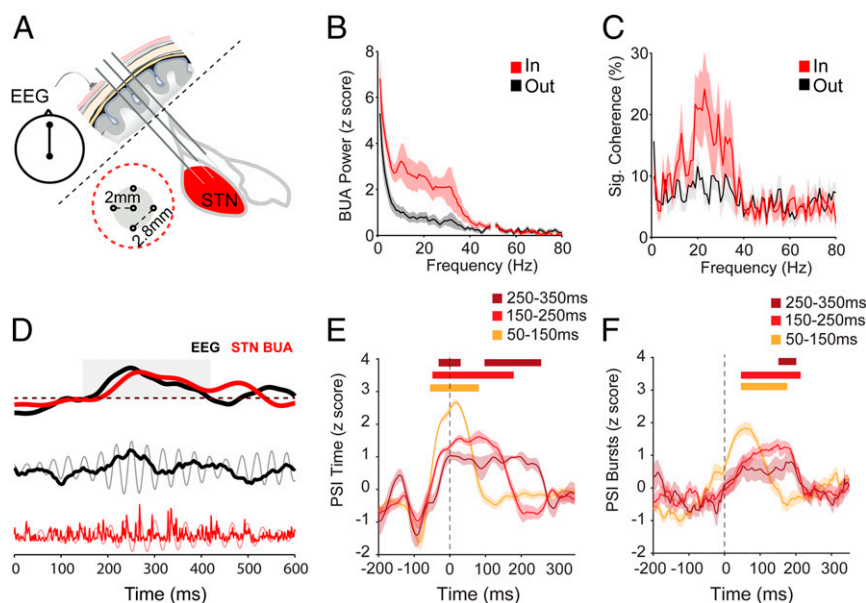 A
EEG
2mm
2.8mm
STN
B
BUA Power (z score)
8
6
4
2
0
In
Out
0 20 40 60 80
Frequency (Hz)
C
Sig. Coherence (%)
50
40
30
20
10
0
In
Out
0 20 40 60 80
Frequency (Hz)
D
EEG STN BUA
0 100 200 300 400 500 600
Time (ms)
E
250-350ms
150-250ms
50-150ms
PSI Time (z score)
4
3
2
1
0
-1
-2
-200 -100 0 100 200 300
Time (ms)
F
250-350ms
150-250ms
50-150ms
PSI Bursts (z score)
4
3
2
1
0
-1
-2
-200 -100 0 100 200 300
Time (ms)